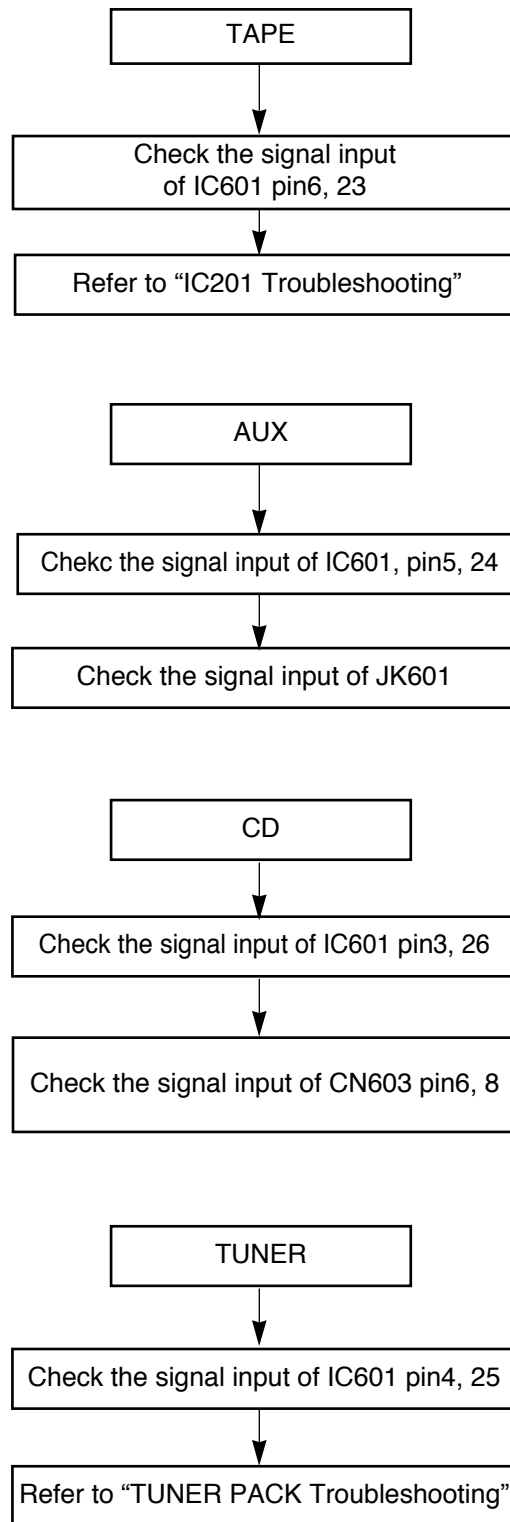 TAPE
Check the signal input
of IC601 pin6, 23
Refer to “IC201 Troubleshooting”
AUX
Chekc the signal input of IC601, pin5, 24
Check the signal input of JK601
CD
Check the signal input of IC601 pin3, 26
Check the signal input of CN603 pin6, 8
TUNER
Check the signal input of IC601 pin4, 25
Refer to “TUNER PACK Troubleshooting”